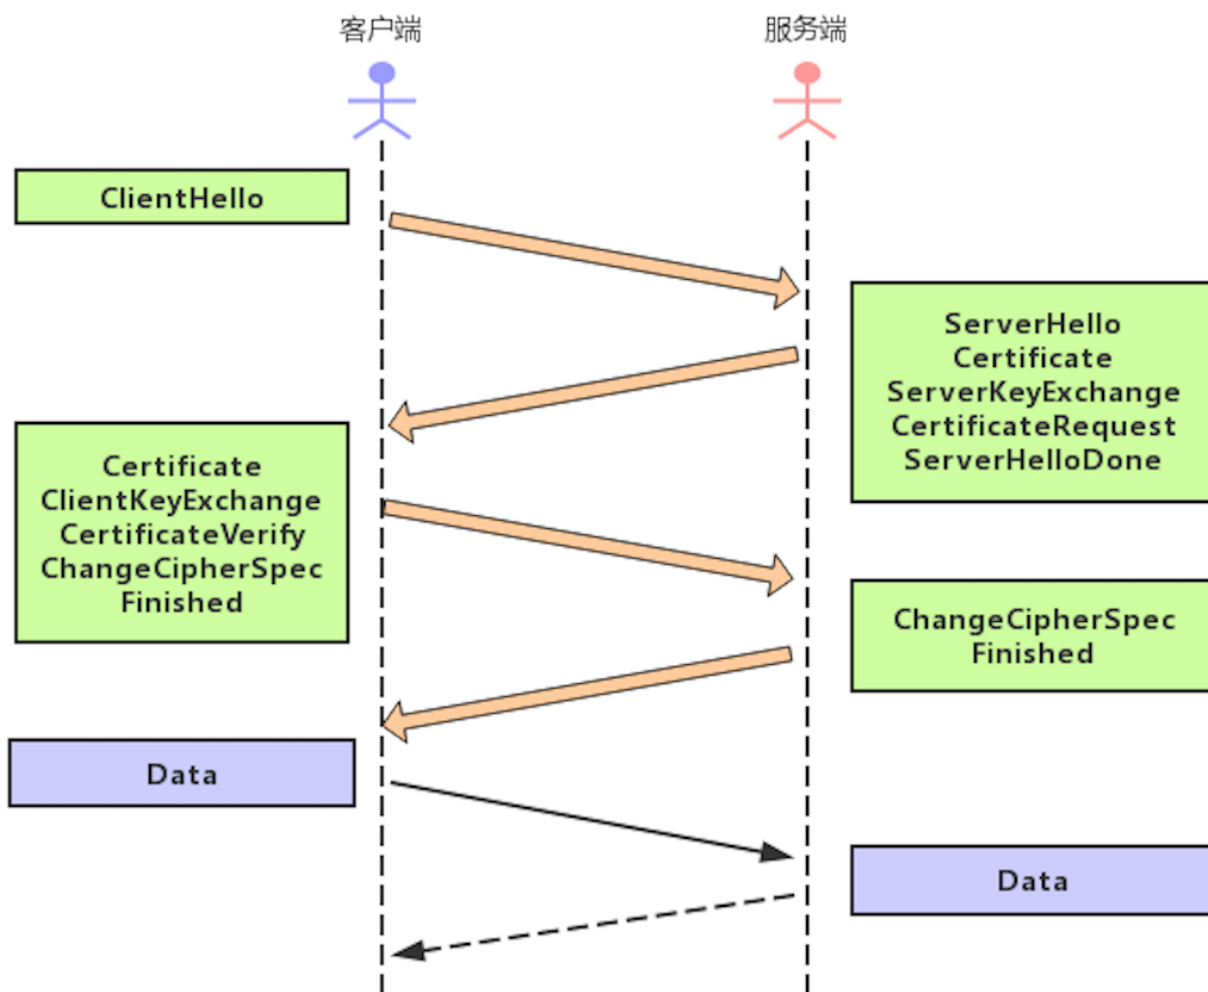 客户端
服务端
ClientHello
ServerHello
Certificate
ServerKeyExchange
CertificateRequest
ServerHelloDone
Certificate
ClientKeyExchange
CertificateVerify
ChangeCipherSpec
Finished
ChangeCipherSpec
Finished
Data
Data